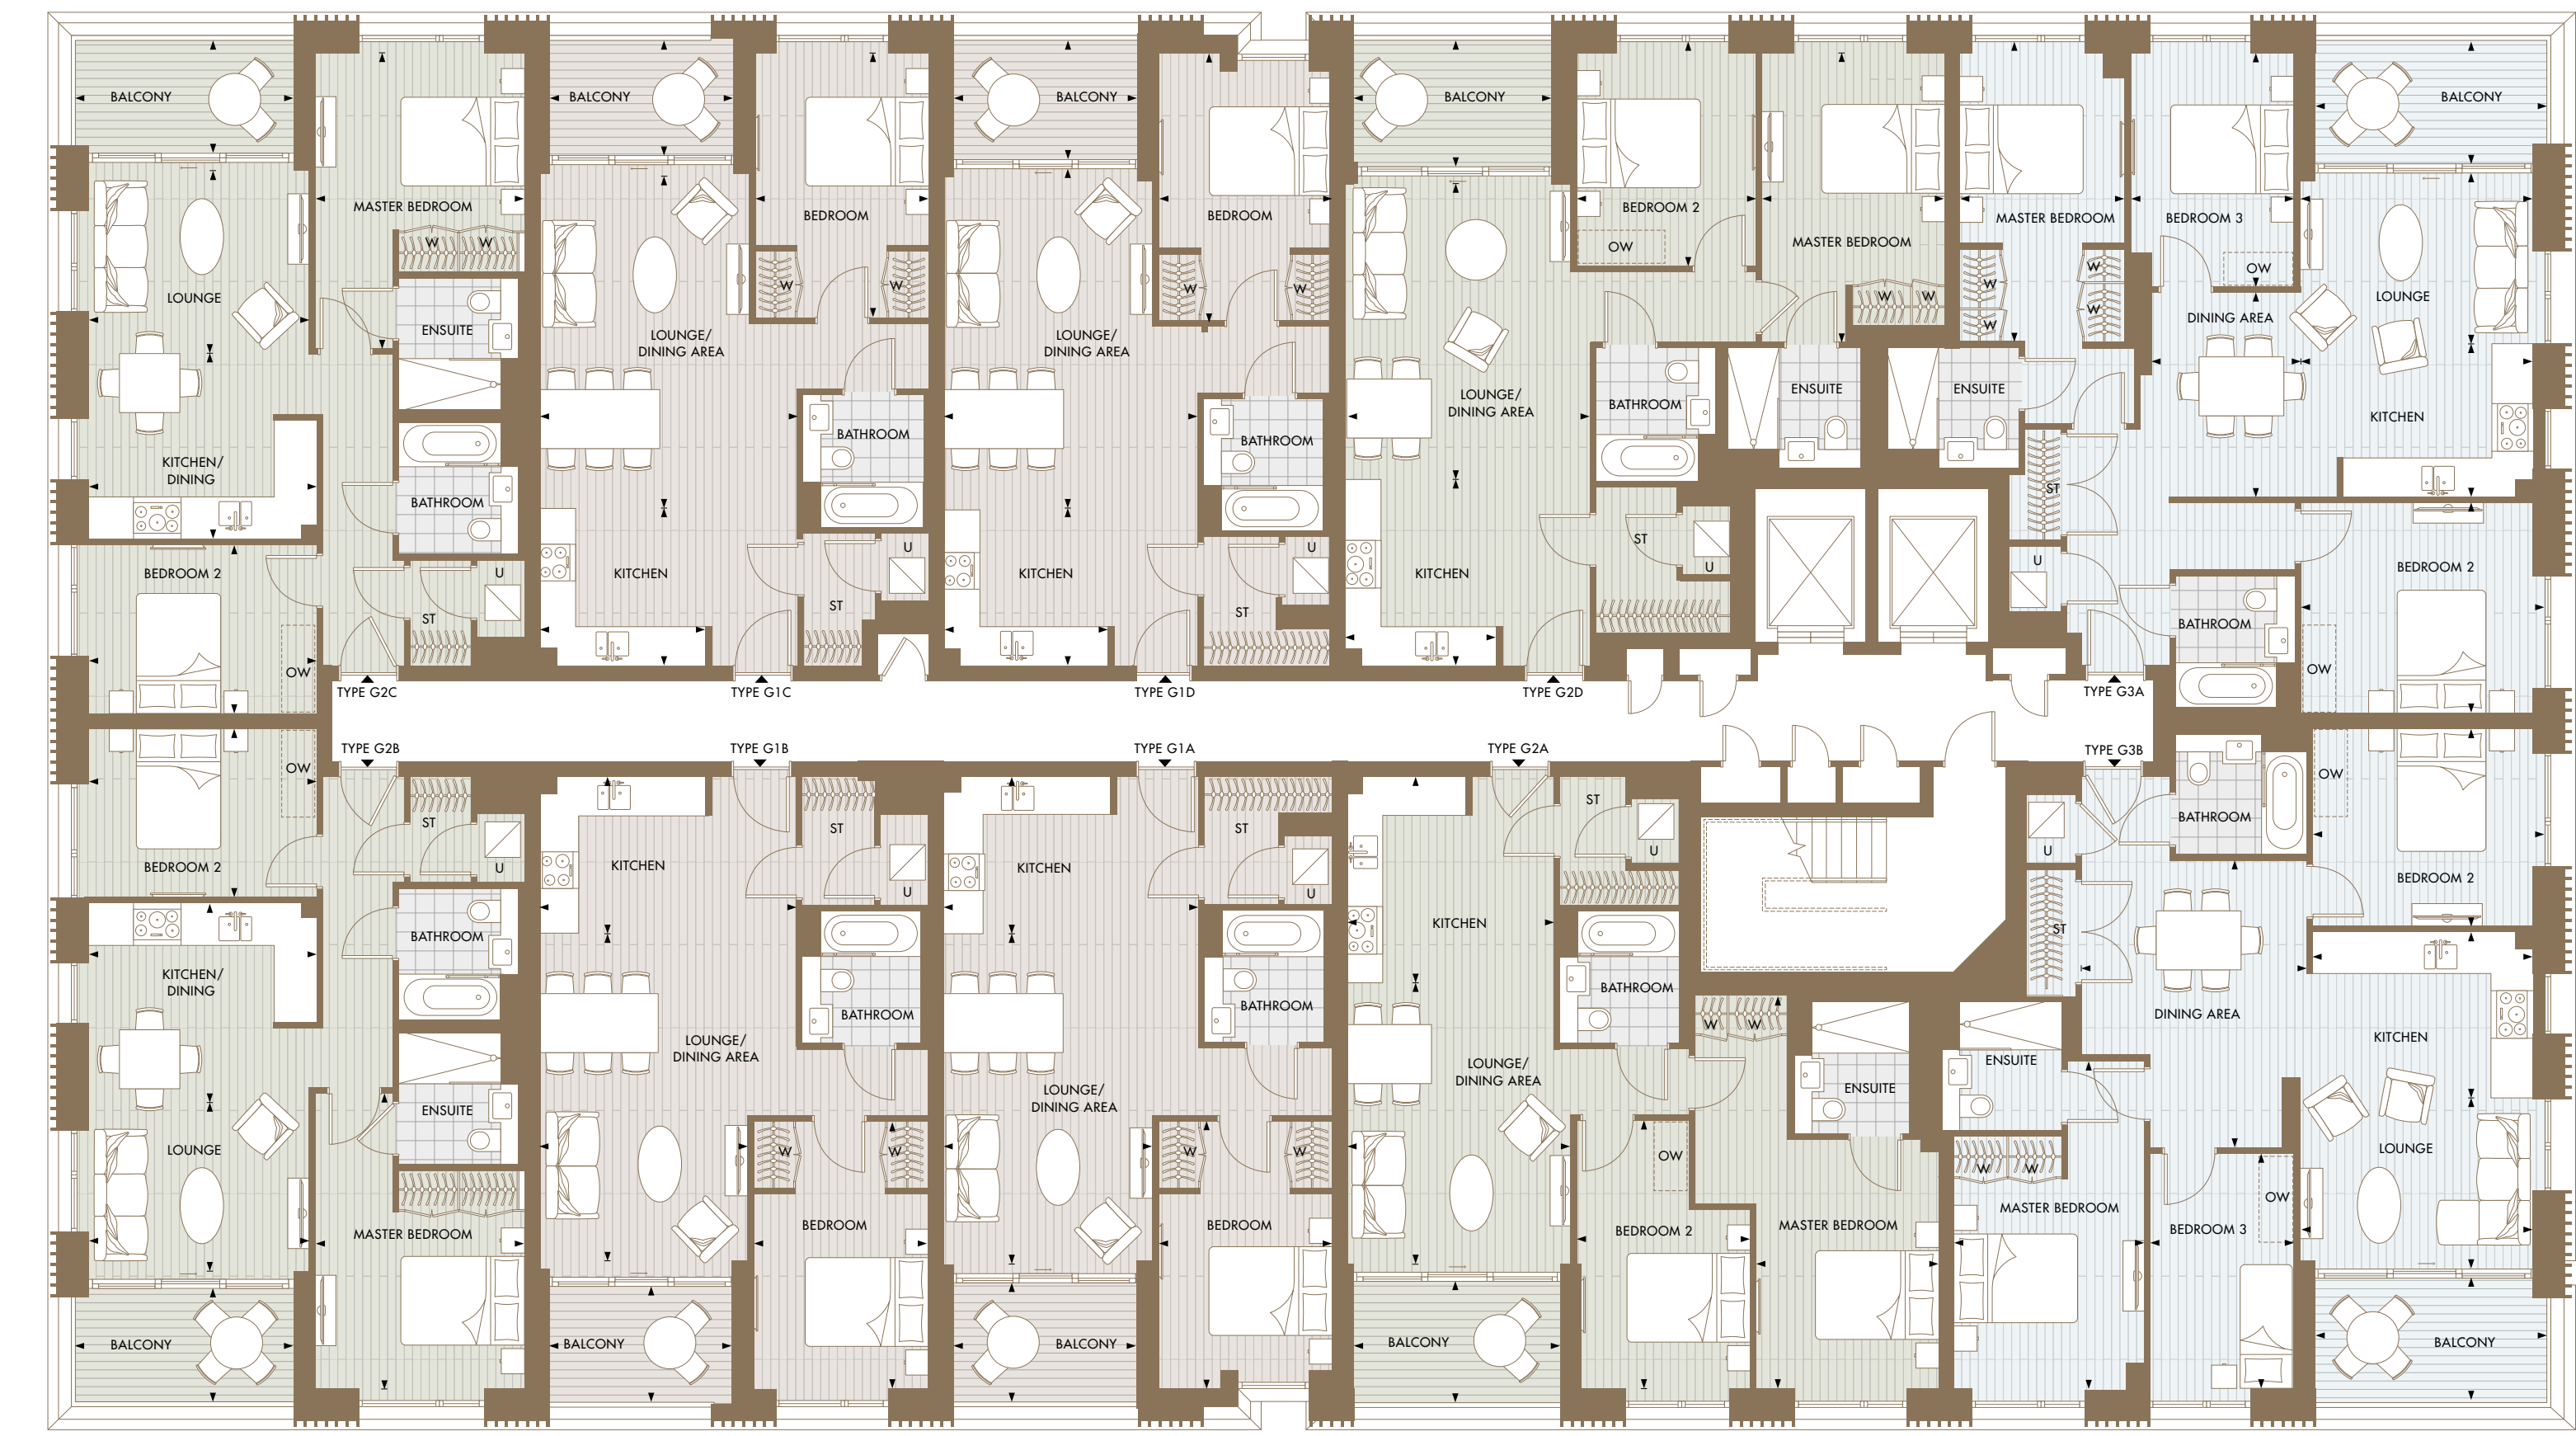 BALCONY
MASTER BEDROOM
W
W
LOUNGE
ENSUITE
KITCHEN/
DINING
BATHROOM
BEDROOM 2
OW
U
ST
TYPE G2C
BALCONY
BEDROOM
W
W
LOUNGE/
DINING AREA
BATHROOM
KITCHEN
U
ST
TYPE G1C
BALCONY
BEDROOM
W
W
LOUNGE/
DINING AREA
BATHROOM
KITCHEN
U
ST
TYPE G1D
BALCONY
BEDROOM 2
OW
MASTER BEDROOM
W
W
LOUNGE/
DINING AREA
BATHROOM
ENSUITE
KITCHEN
ST
U
TYPE G2D
MASTER BEDROOM
W
W
W
W
BEDROOM 3
OW
BALCONY
LOUNGE
DINING AREA
ENSUITE
KITCHEN
ST
U
BEDROOM 2
BATHROOM
OW
TYPE G3A
TYPE G2B
OW
BEDROOM 2
ST
U
BATHROOM
KITCHEN/
DINING
ENSUITE
LOUNGE
MASTER BEDROOM
BALCONY
TYPE G1B
KITCHEN
ST
U
BATHROOM
LOUNGE/
DINING AREA
W
W
BEDROOM
BALCONY
TYPE G1A
KITCHEN
ST
U
BATHROOM
LOUNGE/
DINING AREA
W
W
BEDROOM
BALCONY
TYPE G2A
ST
U
KITCHEN
BATHROOM
W
W
LOUNGE/
DINING AREA
ENSUITE
OW
BEDROOM 2
MASTER BEDROOM
BALCONY
TYPE G3B
OW
BATHROOM
U
BEDROOM 2
ST
DINING AREA
KITCHEN
ENSUITE
LOUNGE
W
W
MASTER BEDROOM
OW
BEDROOM 3
BALCONY